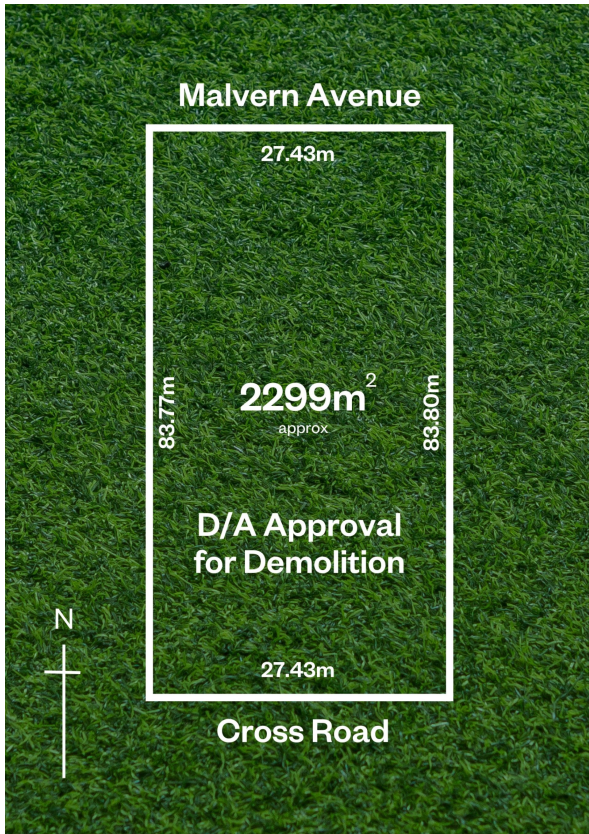 Malvern Avenue
27.43m
83.77m
2299m²
approx
83.80m
D/A Approval
for Demolition
N
27.43m
Cross Road